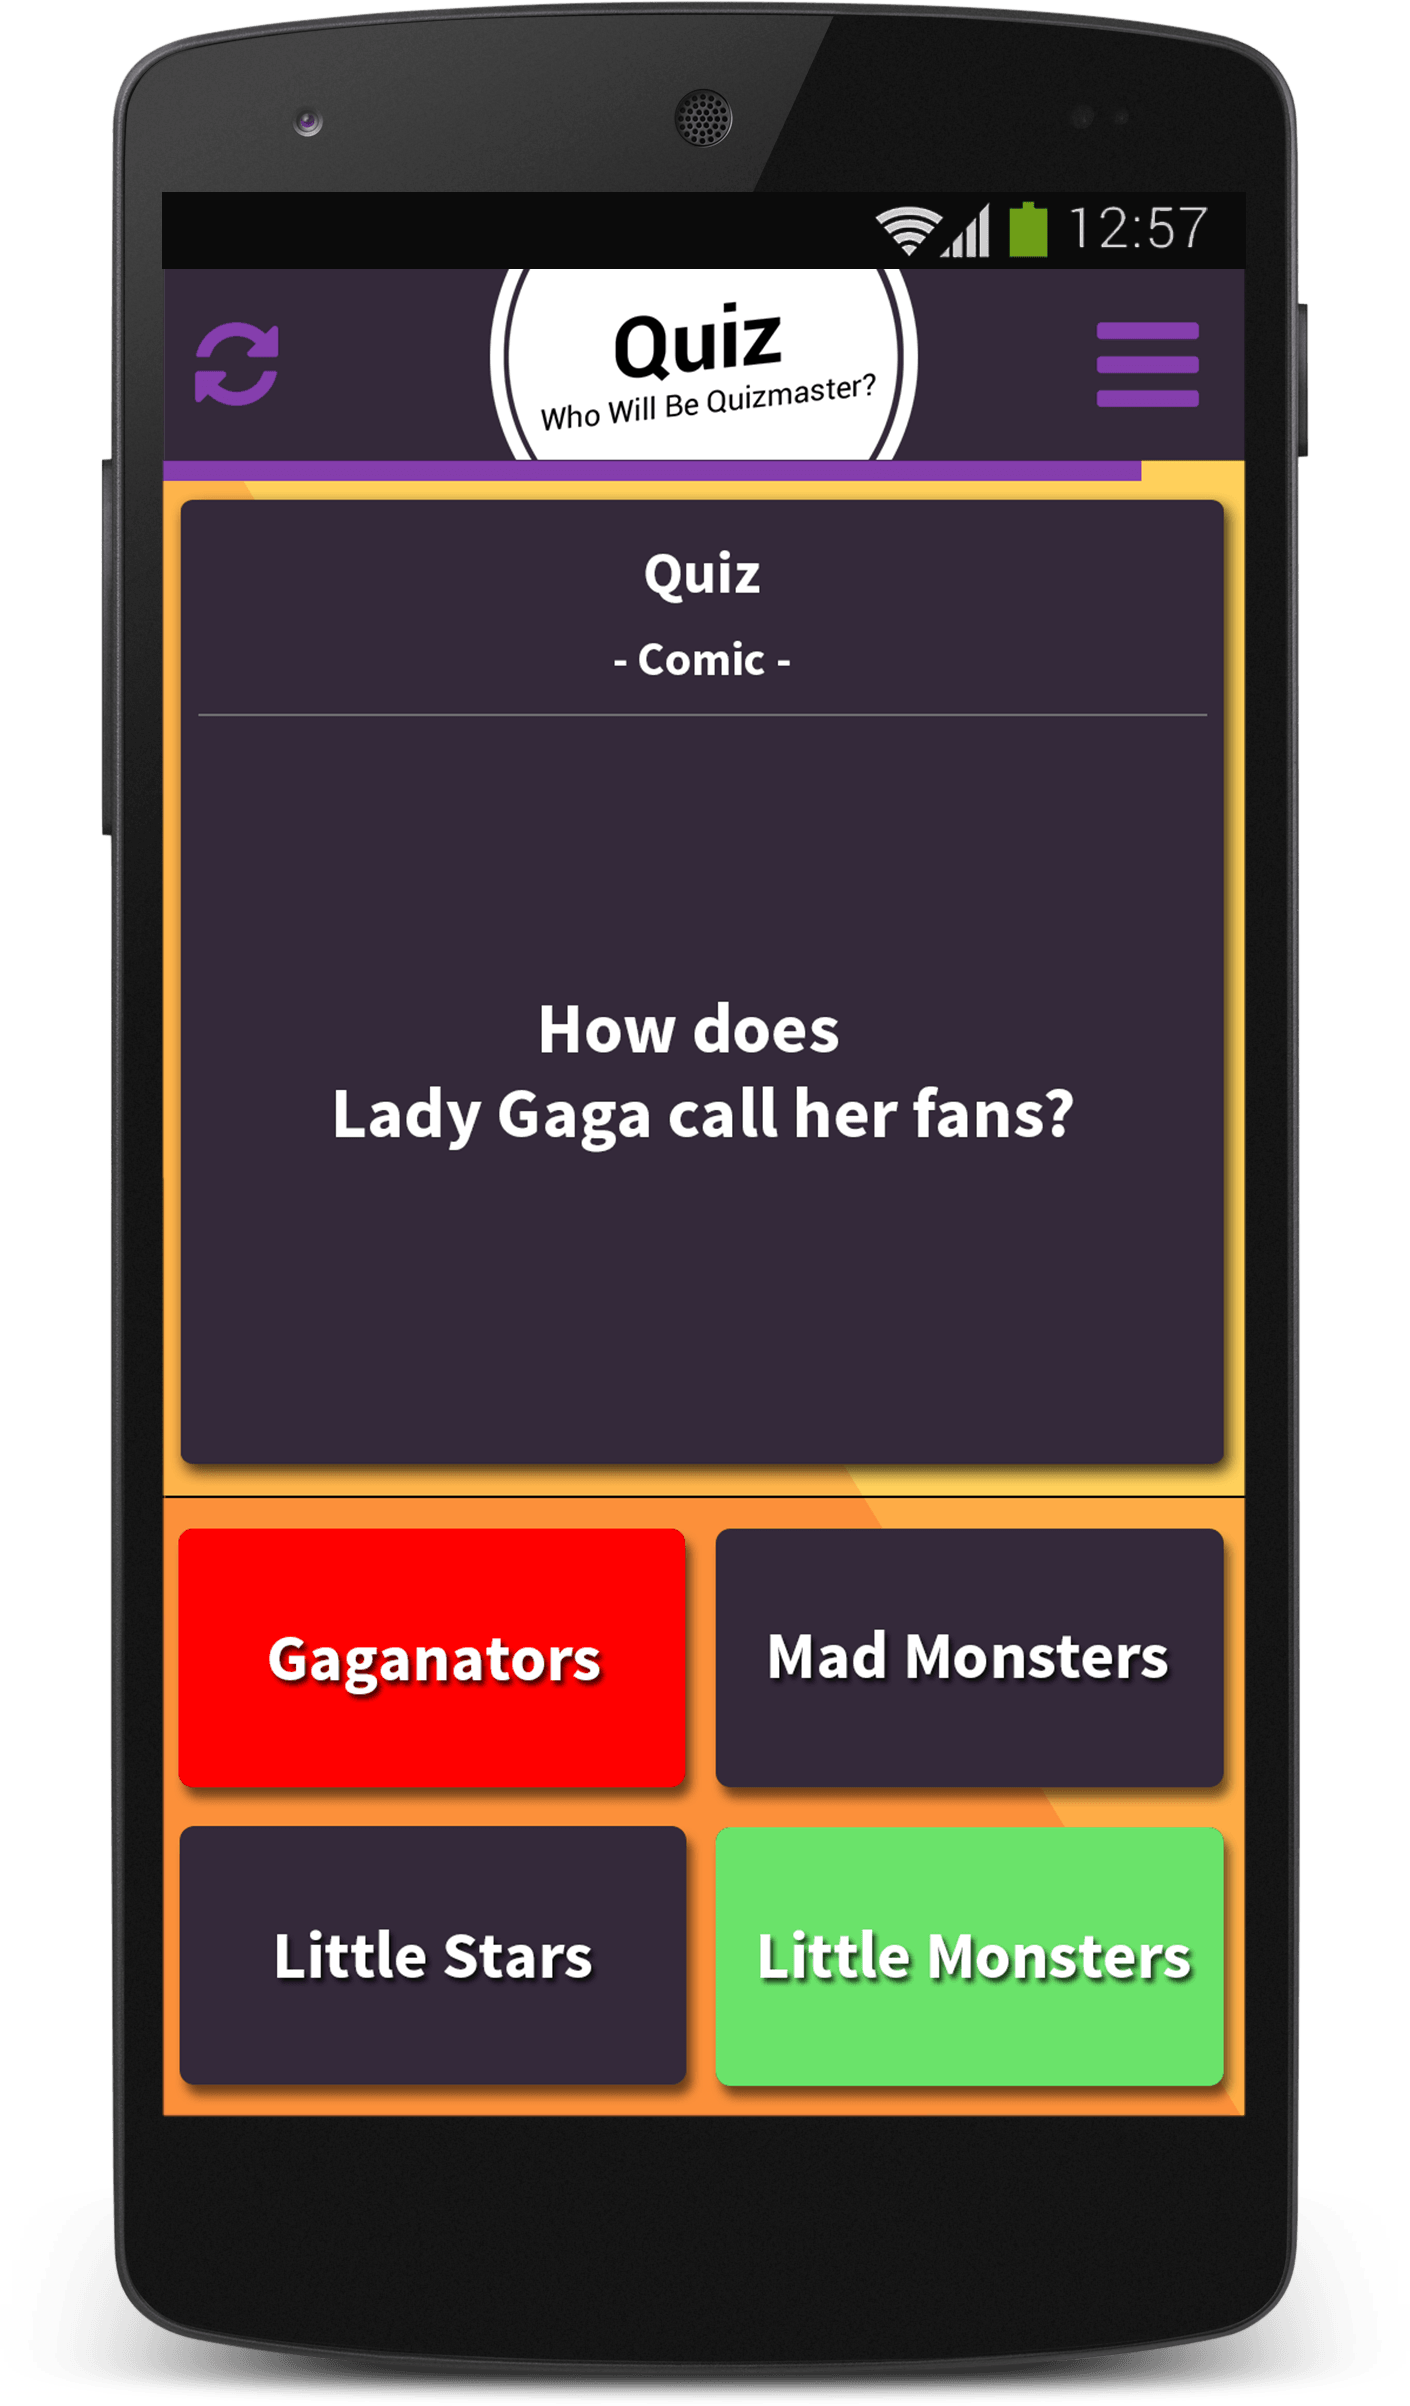 12:57
Quiz
Who Will Be Quizmaster?
Quiz
- Comic -
How does
Lady Gaga call her fans?
Gaganators
Mad Monsters
Little Stars
Little Monsters